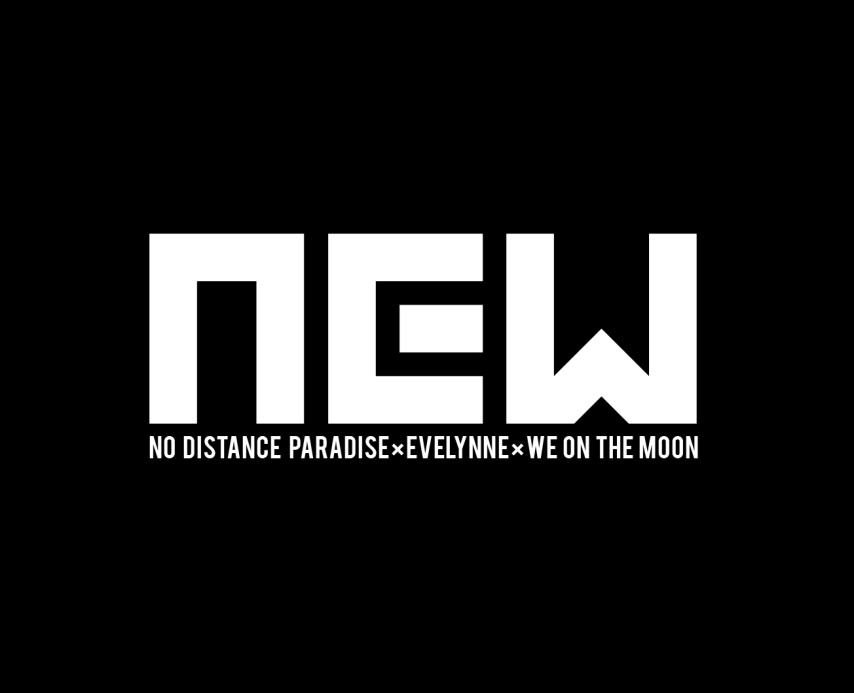 NEW
NO DISTANCE PARADISE×EVELYNNE×WE ON THE MOON